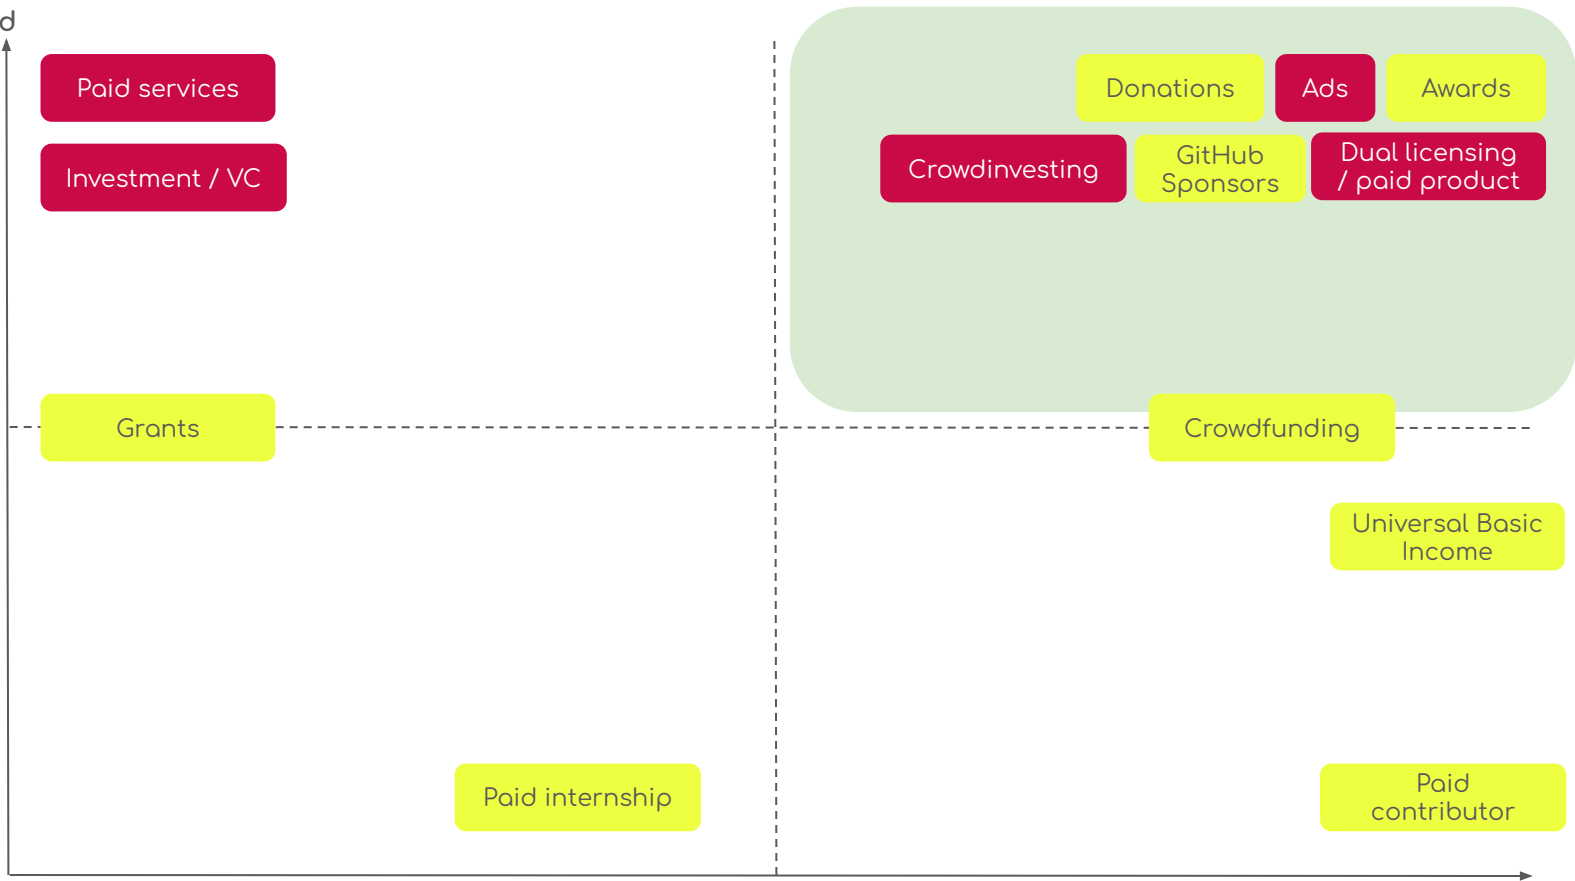 d
Paid services
Donations
Ads
Awards
Investment / VC
Crowdinvesting
GitHub
Sponsors
Dual licensing
/ paid product
Grants
Crowdfunding
Universal Basic
Income
Paid internship
Paid
contributor